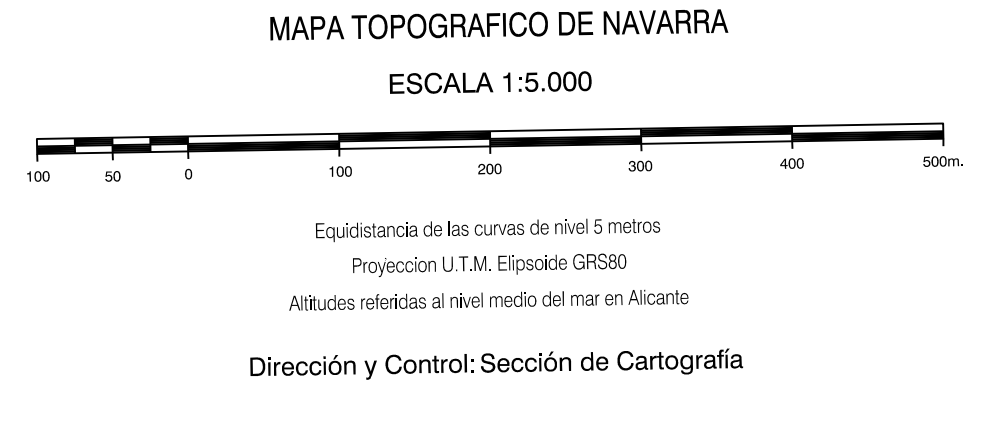 MAPA TOPOGRAFICO DE NAVARRA
ESCALA 1:5.000
100 50 0 100 200 300 400 500m.
Equidistancia de las curvas de nivel 5 metros
Proyeccion U.T.M. Elipsoide GRS80
Altitudes referidas al nivel medio del mar en Alicante
Dirección y Control: Sección de Cartografía